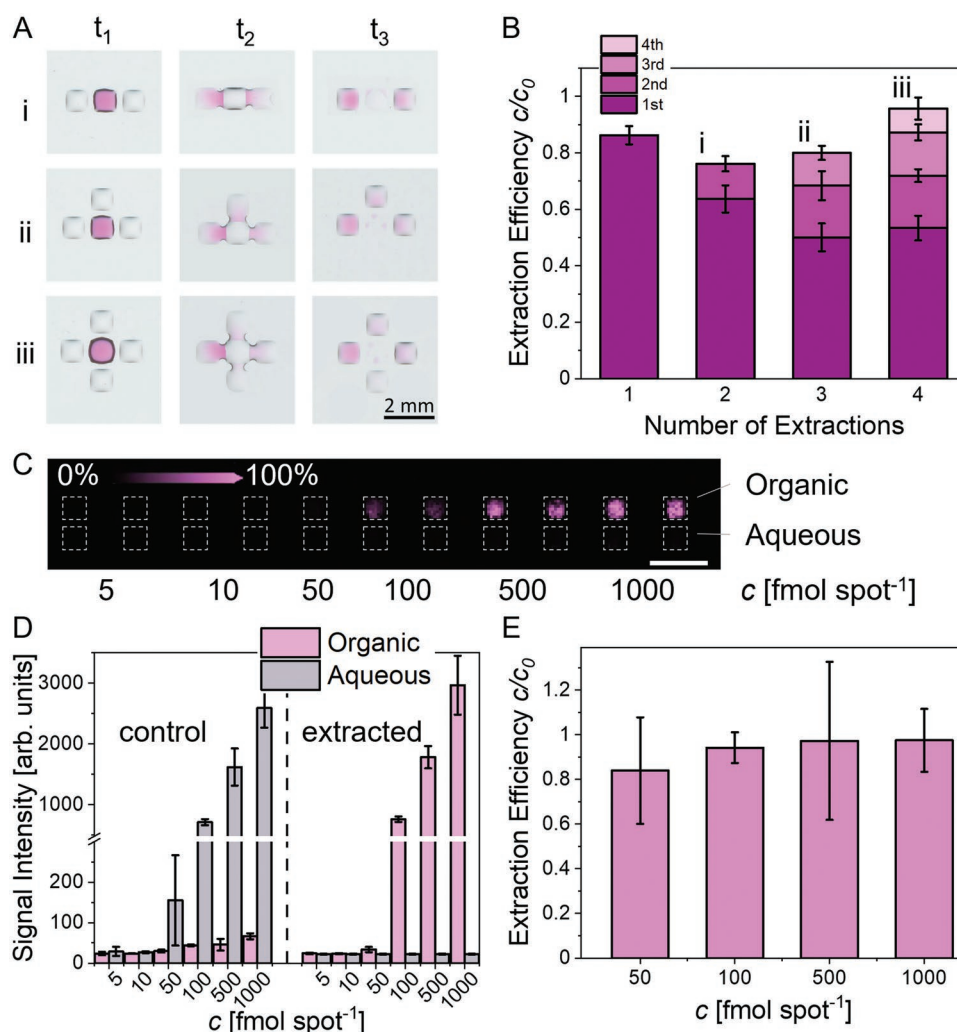 A
t1 t2 t3
i
ii
iii
2 mm
B
4th
3rd
2nd
1st
Extraction Efficiency c/c0
1
0.8
0.6
0.4
0.2
0
i
ii
iii
1 2 3 4
Number of Extractions
C
0% 100%
Organic
Aqueous
5 10 50 100 500 1000 c [fmol spot-1]
D
Organic
Aqueous
Signal Intensity [arb. units]
3000
2000
1000
200
100
0
control extracted
5 10 50 100 500 1000 5 10 50 100 500 1000
c [fmol spot-1]
E
Extraction Efficiency c/c0
1.2
1
0.8
0.6
0.4
0.2
0
50 100 500 1000
c [fmol spot-1]